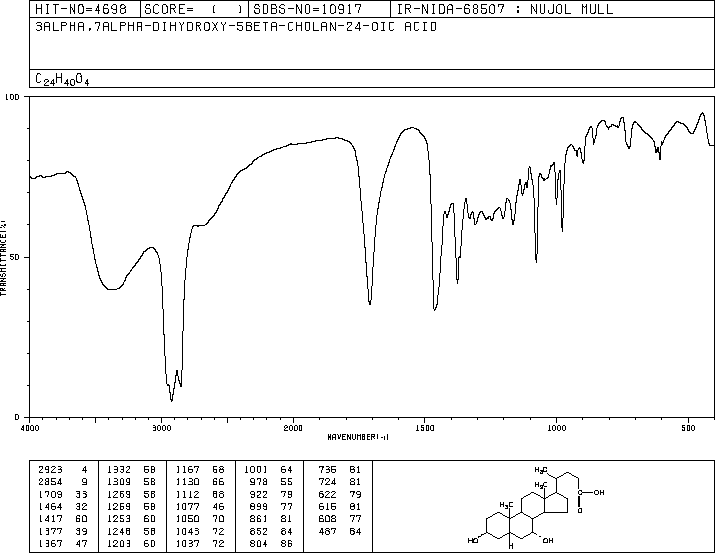 HIT-NO=4698 SCORE= ( ) SDBS-NO=10917 IR-NIDA-68507 : NUJOL MULL
3ALPHA,7ALPHA-DIHYDROXY-5BETA-CHOLAN-24-OIC ACID
C24H40O4
100
50
0
TRANSMITTANCE(%)
4000 3000 2000 1500 1000 500
WAVENUMBER(-1)
2923 4 1332 58 1167 58 1001 64 736 81
2854 9 1309 58 1130 66 978 55 724 81
1709 33 1269 58 1112 68 922 79 622 79
1464 32 1269 58 1077 46 899 77 616 81
1417 60 1253 60 1050 70 861 81 608 77
1377 39 1248 58 1043 72 852 84 487 84
1367 47 1203 60 1037 72 804 86
H3C
H3C
H3C
O OH
O
HO
H
OH